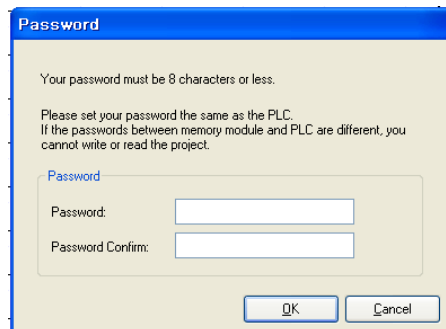 Password
Your password must be 8 characters or less.
Please set your password the same as the PLC.
If the passwords between memory module and PLC are different, you
cannot write or read the project.
Password
Password:
Password Confirm:
OK
Cancel